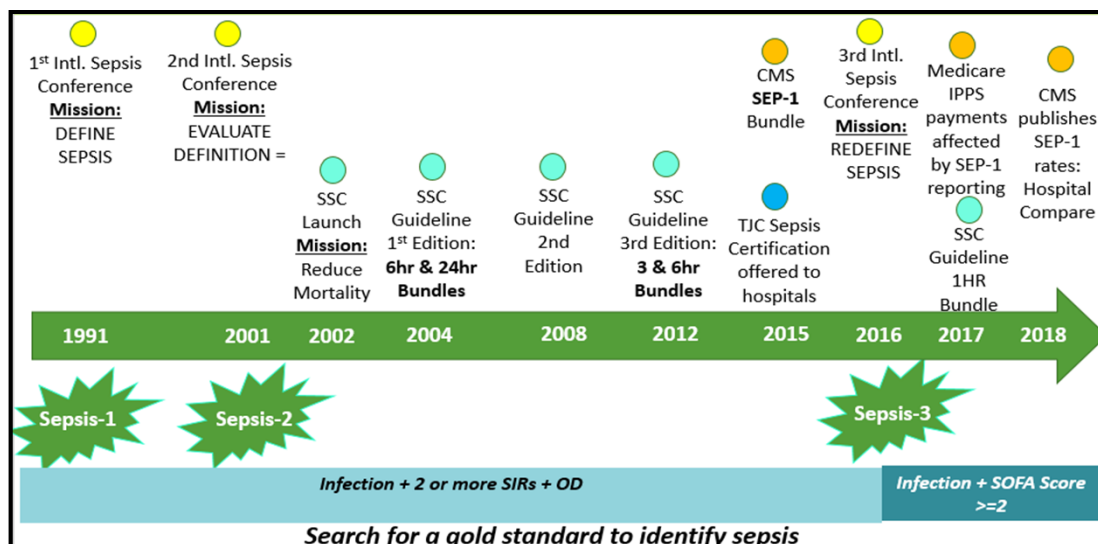 1st Intl. Sepsis
Conference
Mission:
DEFINE
SEPSIS
2nd Intl. Sepsis
Conference
Mission:
EVALUATE
DEFINITION =
SSC
Launch
Mission:
Reduce
Mortality
SSC
Guideline
1st Edition:
6hr & 24hr
Bundles
SSC
Guideline
2nd
Edition
SSC
Guideline
3rd Edition:
3 & 6hr
Bundles
CMS
SEP-1
Bundle
TJC Sepsis
Certification
offered to
hospitals
3rd Intl.
Sepsis
Conference
Mission:
REDEFINE
SEPSIS
Medicare
IPPS
payments
affected
by SEP-1
reporting
SSC
Guideline
1HR
Bundle
CMS
publishes
SEP-1
rates:
Hospital
Compare
1991 2001 2002 2004 2008 2012 2015 2016 2017 2018
Sepsis-1
Sepsis-2
Sepsis-3
Infection + 2 or more SIRs + OD
Infection + SOFA Score
>=2
Search for a gold standard to identify sepsis